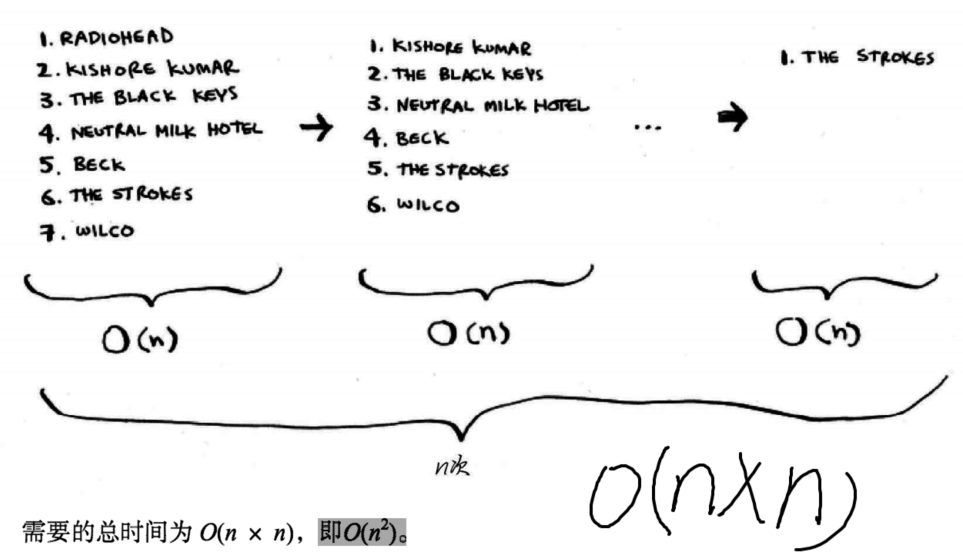 1. RADIOHEAD
2. KISHORE KUMAR
3. THE BLACK KEYS
4. NEUTRAL MILK HOTEL
5. BECK
6. THE STROKES
7. WILCO
→
1. KISHORE KUMAR
2. THE BLACK KEYS
3. NEUTRAL MILK HOTEL
4. BECK
5. THE STROKES
6. WILCO
...
→
1. THE STROKES
O(n)
O(n)
O(n)
n次
O(n×n)
需要的总时间为 O(n × n)，即O(n²)。